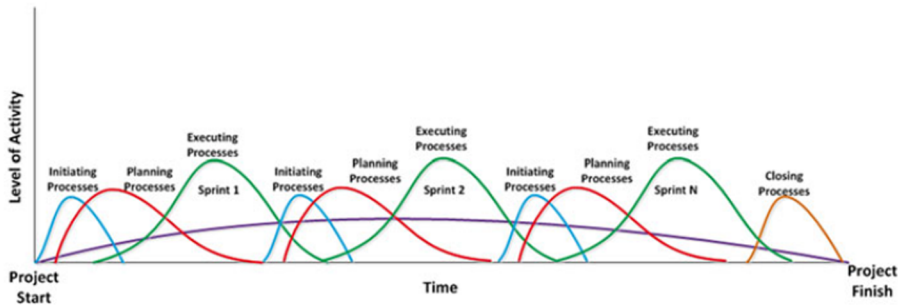 Executing
Processes
Executing
Processes
Executing
Processes
Initiating
Processes
Planning
Processes
Sprint 1
Initiating
Processes
Planning
Processes
Sprint 2
Initiating
Processes
Planning
Processes
Sprint N
Closing
Processes
Level of Activity
Project
Start
Time
Project
Finish